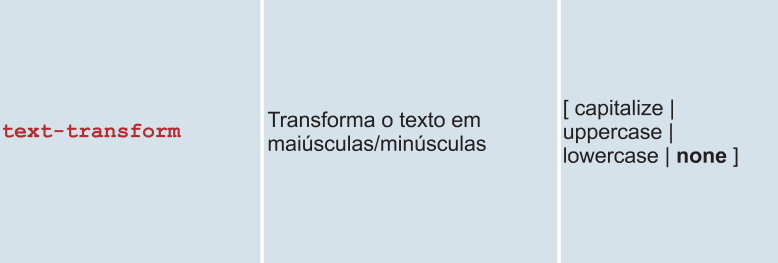 text-transform
Transforma o texto em
maiúsculas/minúsculas
[ capitalize |
uppercase |
lowercase | none ]